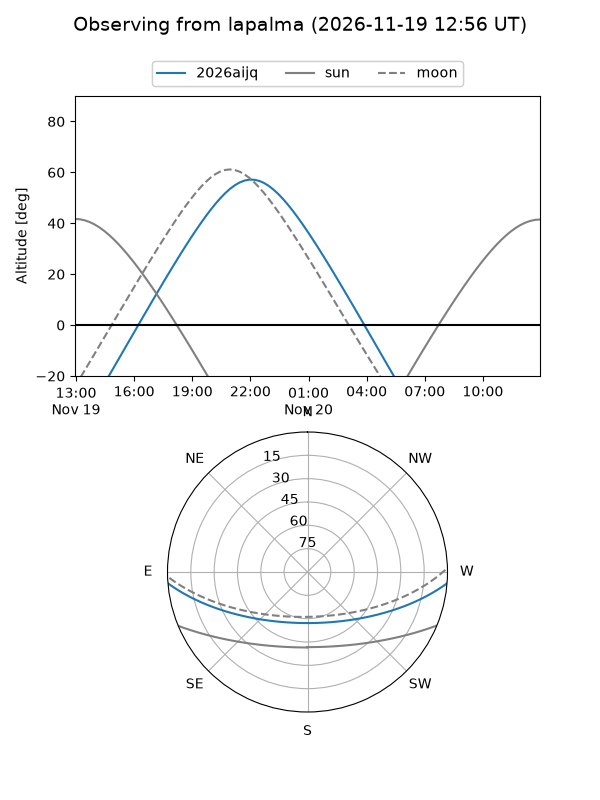 Observing from lapalma (2026-11-19 12:56 UT)
2026aijq sun moon
80
60
40
20
0
−20
Altitude [deg]
13:00 16:00 19:00 22:00 01:00 04:00 07:00 10:00
Nov 19 Nov 20
N
NE NW
15
30
45
60
75
E W
SE SW
S